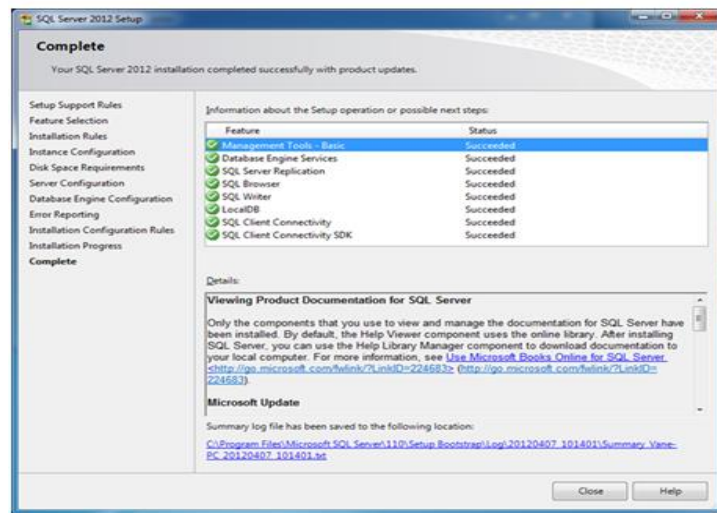 SQL Server 2012 Setup
Complete
Your SQL Server 2012 installation completed successfully with product updates.
Setup Support Rules
Feature Selection
Installation Rules
Instance Configuration
Disk Space Requirements
Server Configuration
Database Engine Configuration
Error Reporting
Installation Configuration Rules
Installation Progress
Complete
Information about the Setup operation or possible next steps:
Feature Status
Management Tools - Basic Succeeded
Database Engine Services Succeeded
SQL Server Replication Succeeded
SQL Browser Succeeded
SQL Writer Succeeded
LocalDB Succeeded
SQL Client Connectivity Succeeded
SQL Client Connectivity SDK Succeeded
Details:
Viewing Product Documentation for SQL Server
Only the components that you use to view and manage the documentation for SQL Server have
been installed. By default, the Help Viewer component uses the online library. After installing
SQL Server, you can use the Help Library Manager component to download documentation to
your local computer. For more information, see Use Microsoft Books Online for SQL Server
<http://go.microsoft.com/fwlink/?LinkID=224683> (http://go.microsoft.com/fwlink/?LinkID=
224683).
Microsoft Update
Summary log file has been saved to the following location:
C:\Program Files\Microsoft SQL Server\110\Setup Bootstrap\Log\20120407_101401\Summary_Vane-
PC_20120407_101401.txt
Close Help